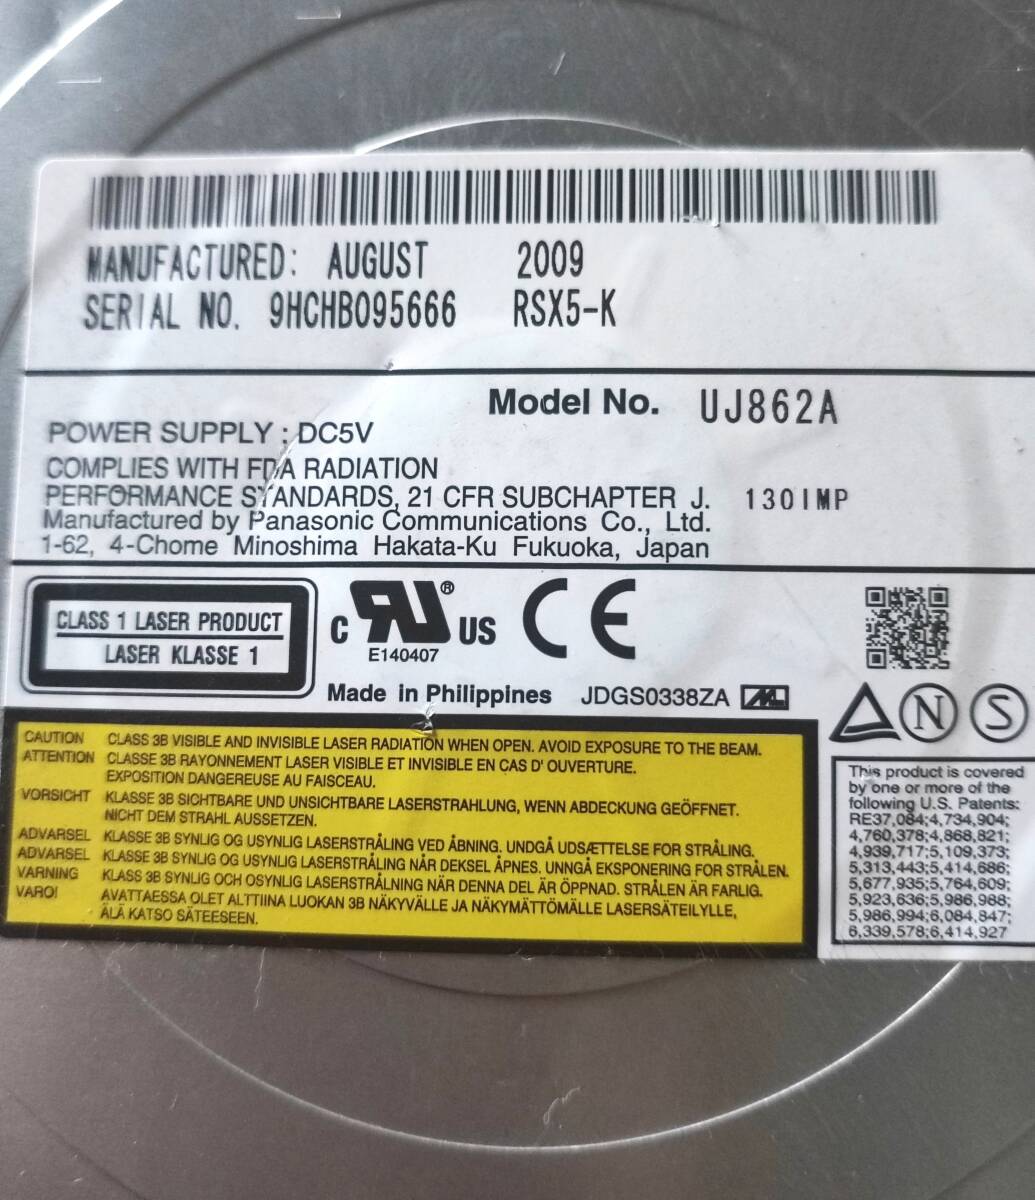 MANUFACTURED: AUGUST 2009
SERIAL NO. 9HCHB095666 RSX5-K
Model No. UJ862A
POWER SUPPLY : DC5V
COMPLIES WITH FDA RADIATION
PERFORMANCE STANDARDS, 21 CFR SUBCHAPTER J. 1301MP
Manufactured by Panasonic Communications Co., Ltd.
1-62, 4-Chome Minoshima Hakata-Ku Fukuoka, Japan
CLASS 1 LASER PRODUCT
LASER KLASSE 1
c RU® US CE
E140407
Made in Philippines JDGS0338ZA
N S
CAUTION CLASS 3B VISIBLE AND INVISIBLE LASER RADIATION WHEN OPEN. AVOID EXPOSURE TO THE BEAM.
ATTENTION CLASSE 3B RAYONNEMENT LASER VISIBLE ET INVISIBLE EN CAS D' OUVERTURE.
EXPOSITION DANGEREUSE AU FAISCEAU.
VORSICHT KLASSE 3B SICHTBARE UND UNSICHTBARE LASERSTRAHLUNG, WENN ABDECKUNG GEÖFFNET.
NICHT DEM STRAHL AUSSETZEN.
ADVARSEL KLASSE 3B SYNLIG OG USYNLIG LASERSTRÅLING VED ÅBNING. UNDGÅ UDSÆTTELSE FOR STRÅLING.
ADVARSEL KLASSE 3B SYNLIG OG USYNLIG LASERSTRÅLING NÅR DEKSEL ÅPNES. UNNGÅ EKSPONERING FOR STRÅLEN.
VARNING KLASS 3B SYNLIG OCH OSYNLIG LASERSTRÅLNING NÄR DENNA DEL ÄR ÖPPNAD. STRÅLEN ÄR FARLIG.
VARO! AVATTAESSA OLET ALTTIINA LUOKAN 3B NÄKYVÄLLE JA NÄKYMÄTTÖMÄLLE LASERSÄTEILYLLE,
ÄLÄ KATSO SÄTEESEEN.
This product is covered
by one or more of the
following U.S. Patents:
RE37,084;4,734,904;
4,760,378;4,868,821;
4,939,717;5,109,373;
5,313,443;5,414,686;
5,677,935;5,764,609;
5,923,636;5,986,988;
5,986,994;6,084,847;
6,339,578;6,414,927